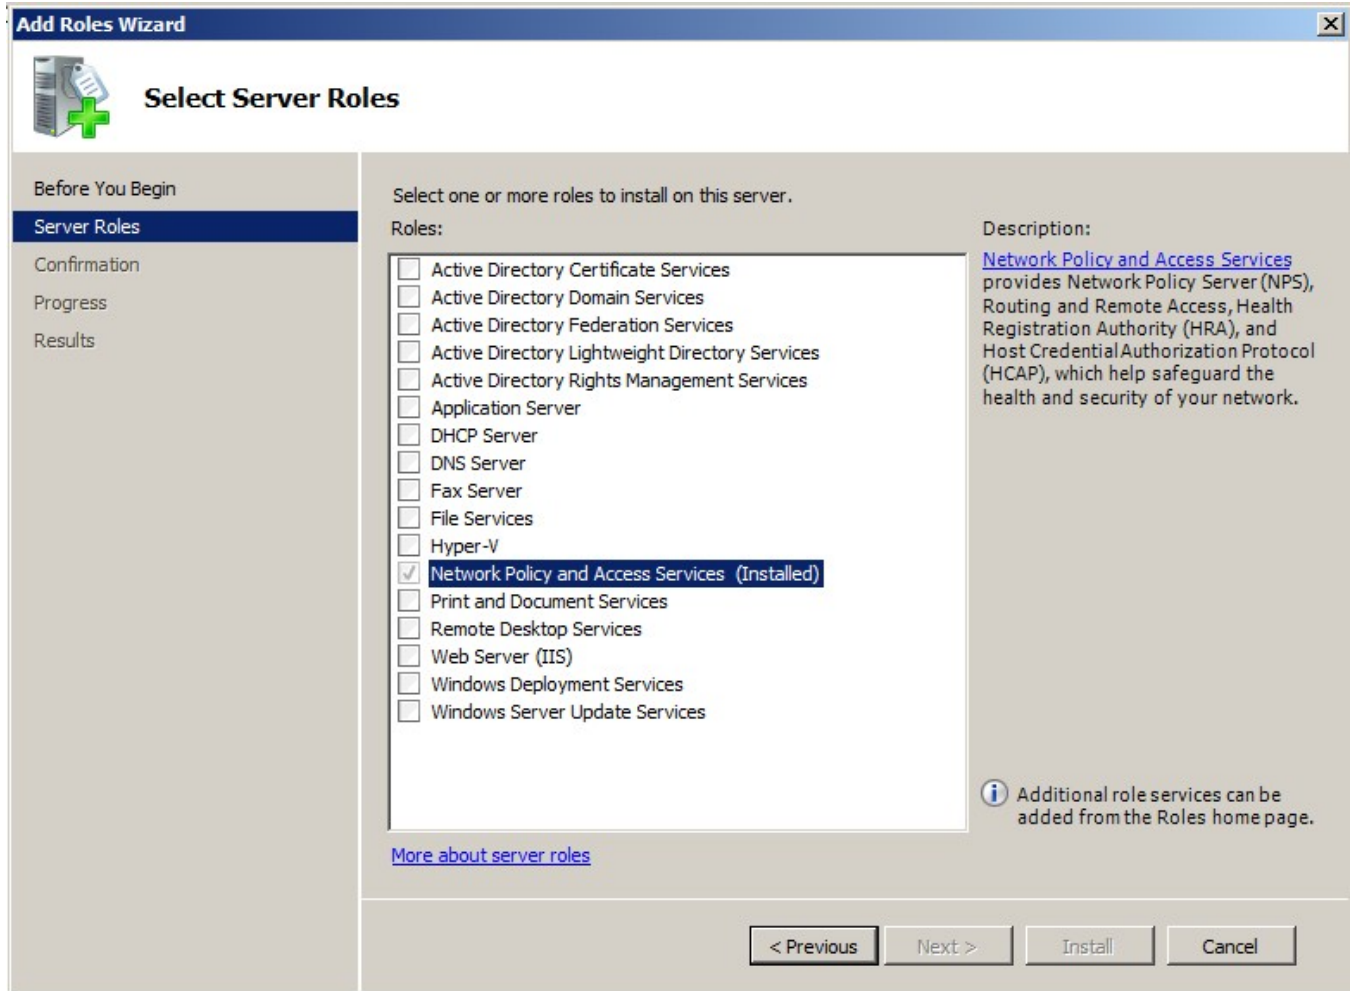 Add Roles Wizard
Select Server Roles
Before You Begin
Server Roles
Confirmation
Progress
Results
Select one or more roles to install on this server.
Roles:
Active Directory Certificate Services
Active Directory Domain Services
Active Directory Federation Services
Active Directory Lightweight Directory Services
Active Directory Rights Management Services
Application Server
DHCP Server
DNS Server
Fax Server
File Services
Hyper-V
Network Policy and Access Services (Installed)
Print and Document Services
Remote Desktop Services
Web Server (IIS)
Windows Deployment Services
Windows Server Update Services
More about server roles
Description:
Network Policy and Access Services
provides Network Policy Server (NPS),
Routing and Remote Access, Health
Registration Authority (HRA), and
Host Credential Authorization Protocol
(HCAP), which help safeguard the
health and security of your network.
Additional role services can be
added from the Roles home page.
< Previous
Next >
Install
Cancel